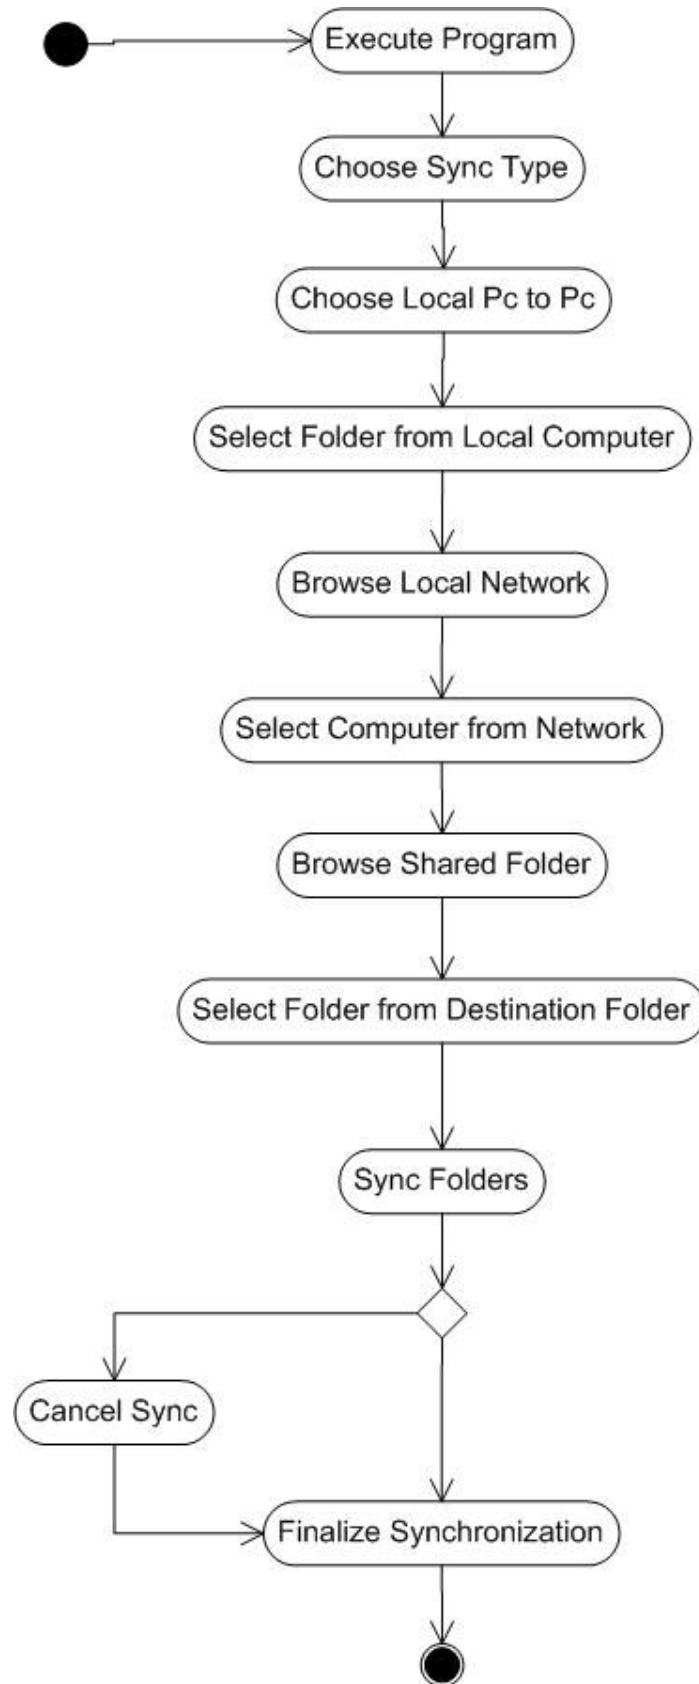 Execute Program
Choose Sync Type
Choose Local Pc to Pc
Select Folder from Local Computer
Browse Local Network
Select Computer from Network
Browse Shared Folder
Select Folder from Destination Folder
Sync Folders
Cancel Sync
Finalize Synchronization